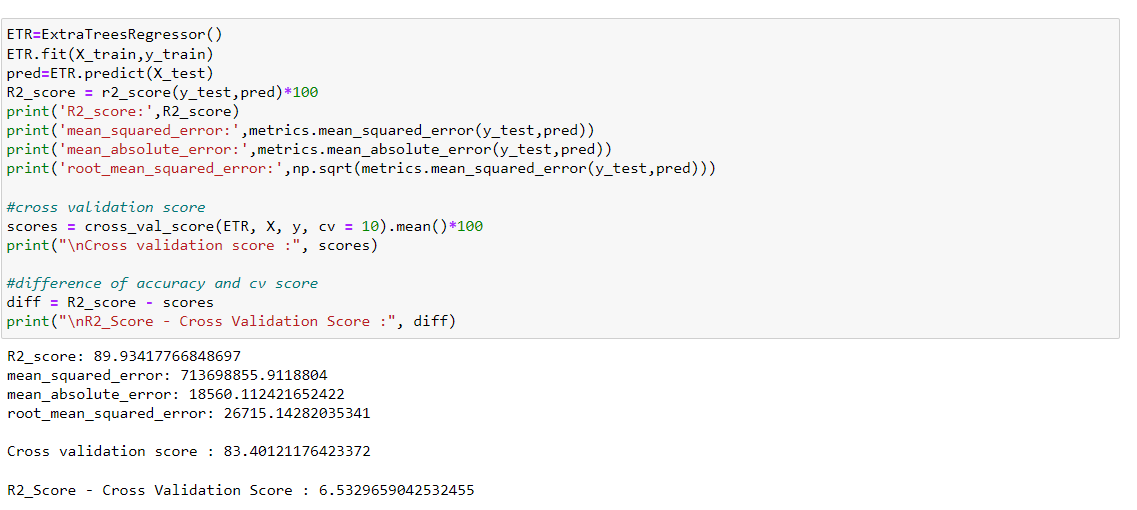 ETR=ExtraTreesRegressor()
ETR.fit(X_train,y_train)
pred=ETR.predict(X_test)
R2_score = r2_score(y_test,pred)*100
print('R2_score:',R2_score)
print('mean_squared_error:',metrics.mean_squared_error(y_test,pred))
print('mean_absolute_error:',metrics.mean_absolute_error(y_test,pred))
print('root_mean_squared_error:',np.sqrt(metrics.mean_squared_error(y_test,pred)))
#cross validation score
scores = cross_val_score(ETR, X, y, cv = 10).mean()*100
print("\nCross validation score :", scores)
#difference of accuracy and cv score
diff = R2_score - scores
print("\nR2_Score - Cross Validation Score :", diff)
R2_score: 89.93417766848697
mean_squared_error: 713698855.9118804
mean_absolute_error: 18560.112421652422
root_mean_squared_error: 26715.14282035341
Cross validation score : 83.40121176423372
R2_Score - Cross Validation Score : 6.5329659042532455